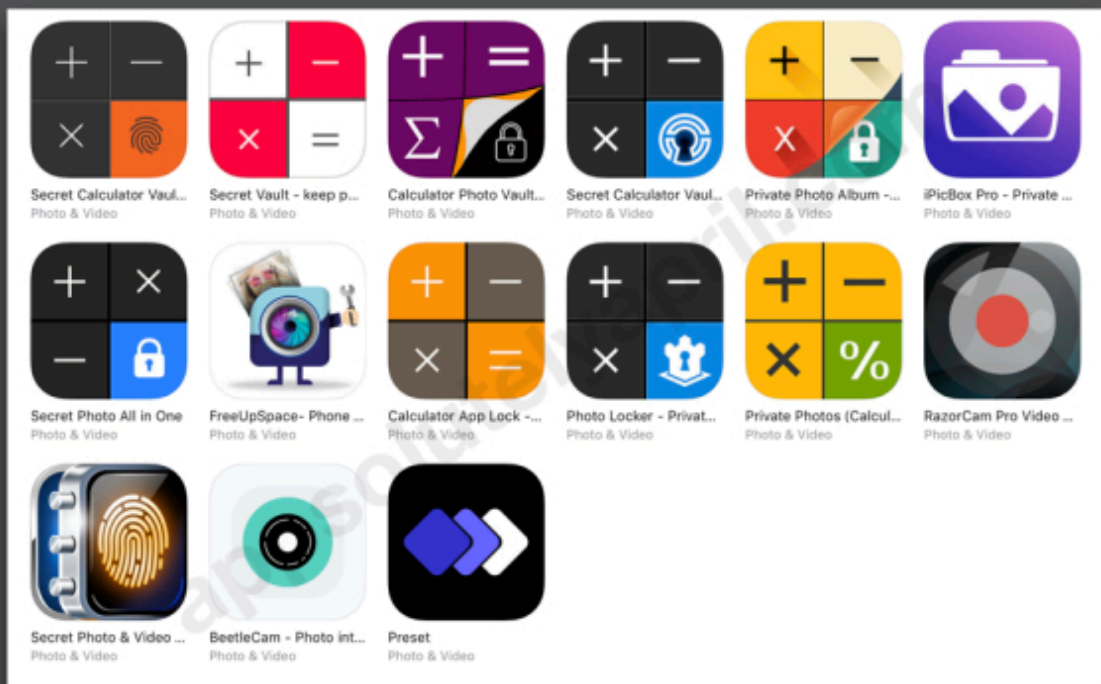 Secret Calculator Vaul...
Photo & Video
Secret Vault - keep p...
Photo & Video
Calculator Photo Vault...
Photo & Video
Secret Calculator Vaul...
Photo & Video
Private Photo Album -...
Photo & Video
iPicBox Pro - Private ...
Photo & Video
Secret Photo All in One
Photo & Video
FreeUpSpace- Phone ...
Photo & Video
Calculator App Lock -...
Photo & Video
Photo Locker - Privat...
Photo & Video
Private Photos (Calcul...
Photo & Video
RazorCam Pro Video ...
Photo & Video
Secret Photo & Video ...
Photo & Video
BeetleCam - Photo int...
Photo & Video
Preset
Photo & Video
appsolutelyapril.com